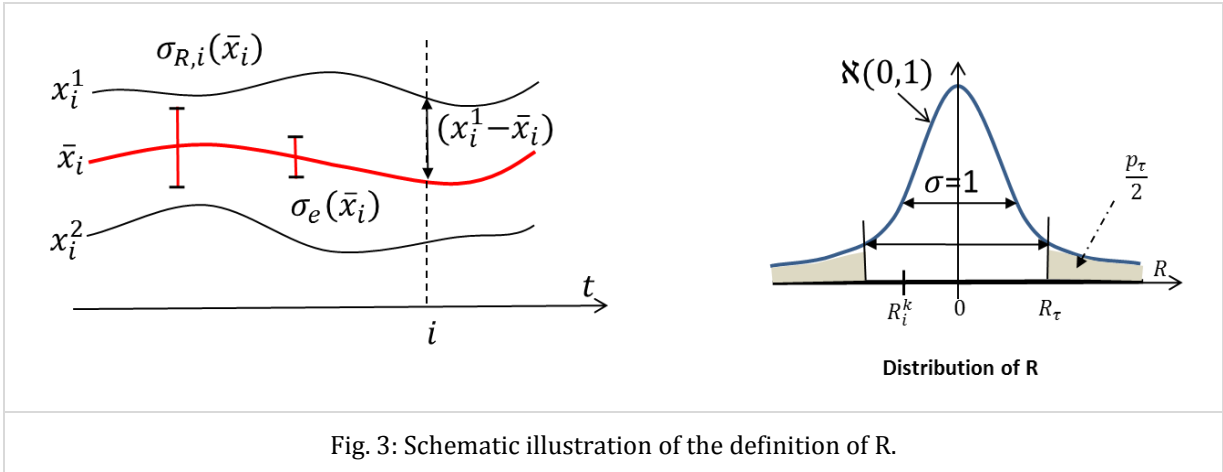 σ_{R,i}(x̄_i)
x_i^1
(x_i^1−x̄_i)
x̄_i
σ_e(x̄_i)
x_i^2
t
i
ℵ(0,1)
σ=1
p_τ/2
R
R_i^k 0 R_τ
Distribution of R
Fig. 3: Schematic illustration of the definition of R.